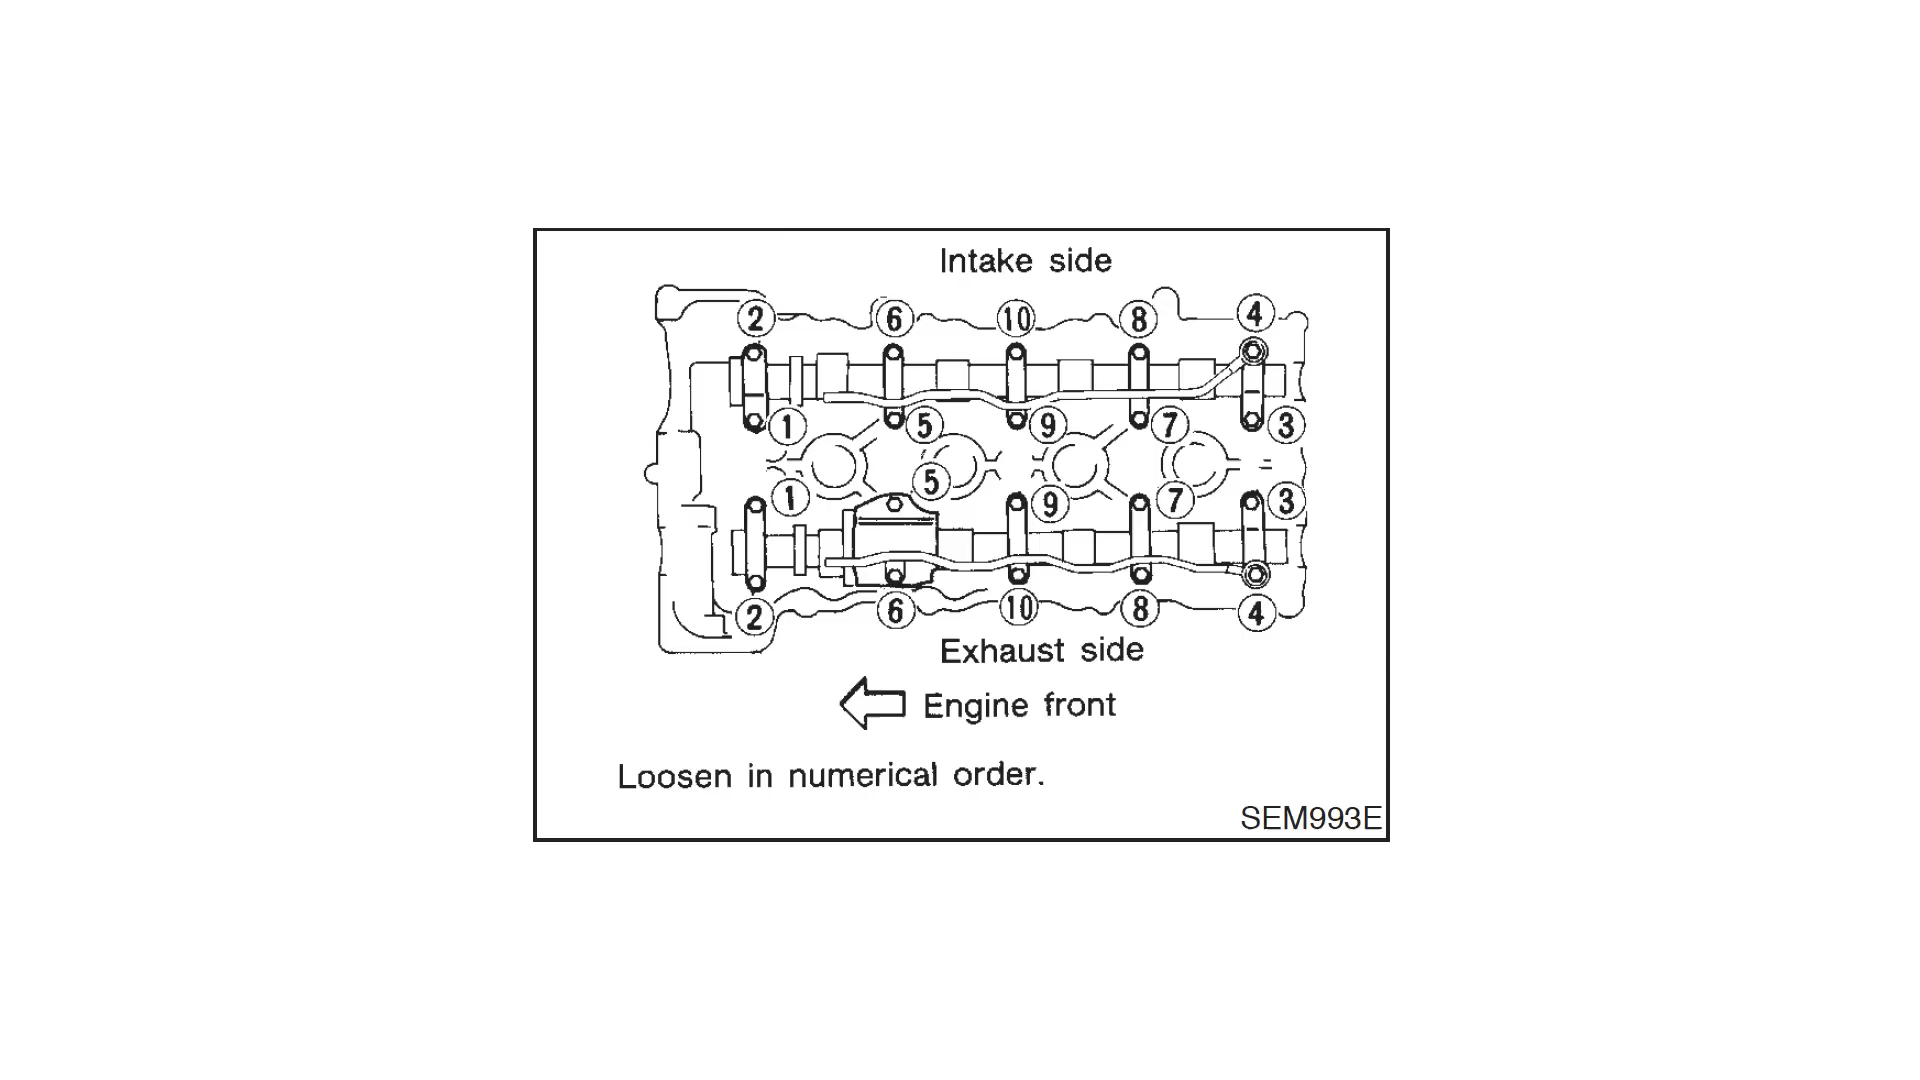 Intake side
2 6 10 8 4
1 5 9 7 3
1 5 9 7 3
2 6 10 8 4
Exhaust side
Engine front
Loosen in numerical order.
SEM993E